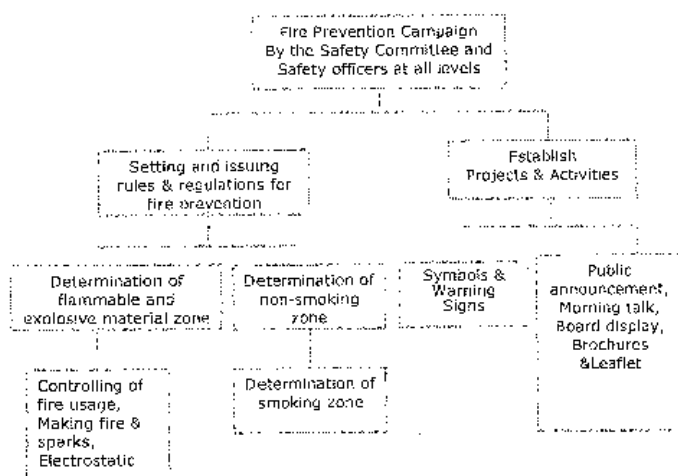 Fire Prevention Campaign
By the Safety Committee and
Safety officers at all levels
Setting and issuing
rules & regulations for
fire prevention
Establish
Projects & Activities
Determination of
flammable and
explosive material zone
Determination of
non-smoking
zone
Symbols &
Warning
Signs
Public
announcement,
Morning talk,
Board display,
Brochures
&Leaflet
Controlling of
fire usage,
Making fire &
sparks,
Electrostatic
Determination of
smoking zone